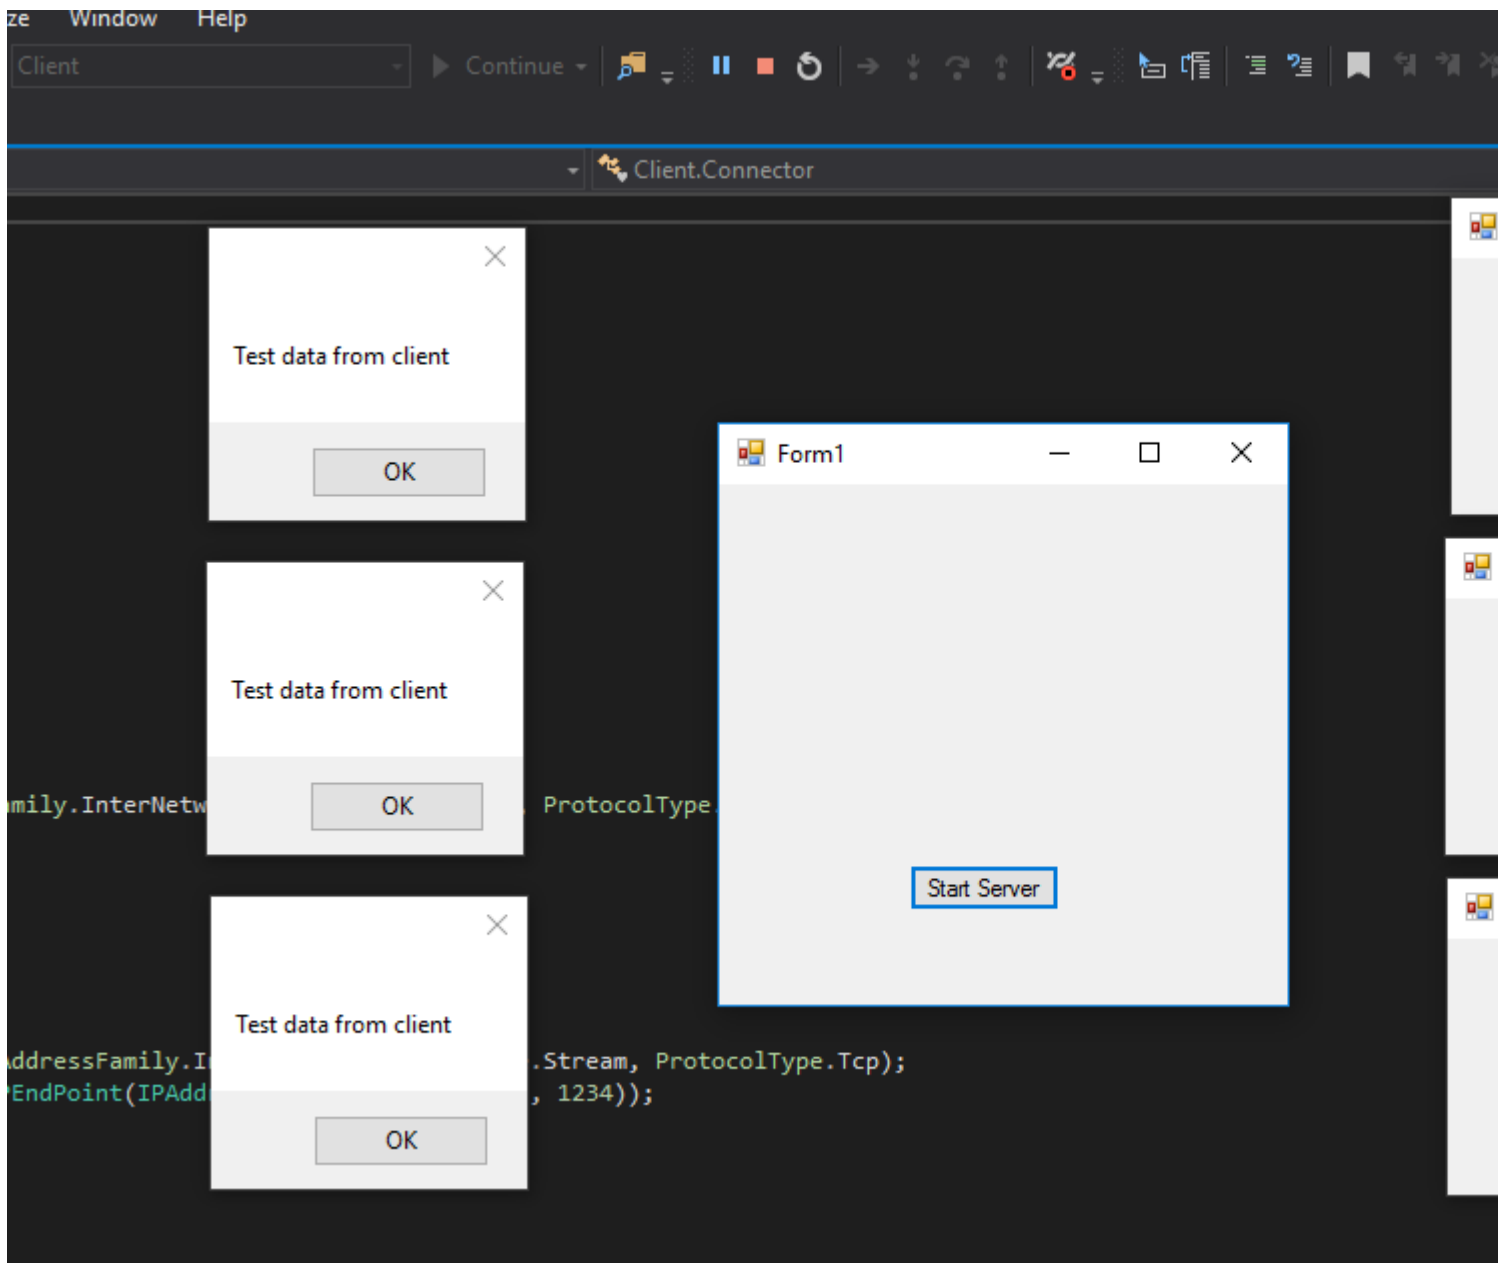 ze Window Help
Client Continue
Client.Connector
Test data from client
OK
Form1
Test data from client
mily.InterNetw
OK
, ProtocolType.
Start Server
Test data from client
AddressFamily.I
.Stream, ProtocolType.Tcp);
EndPoint(IPAdd
, 1234));
OK